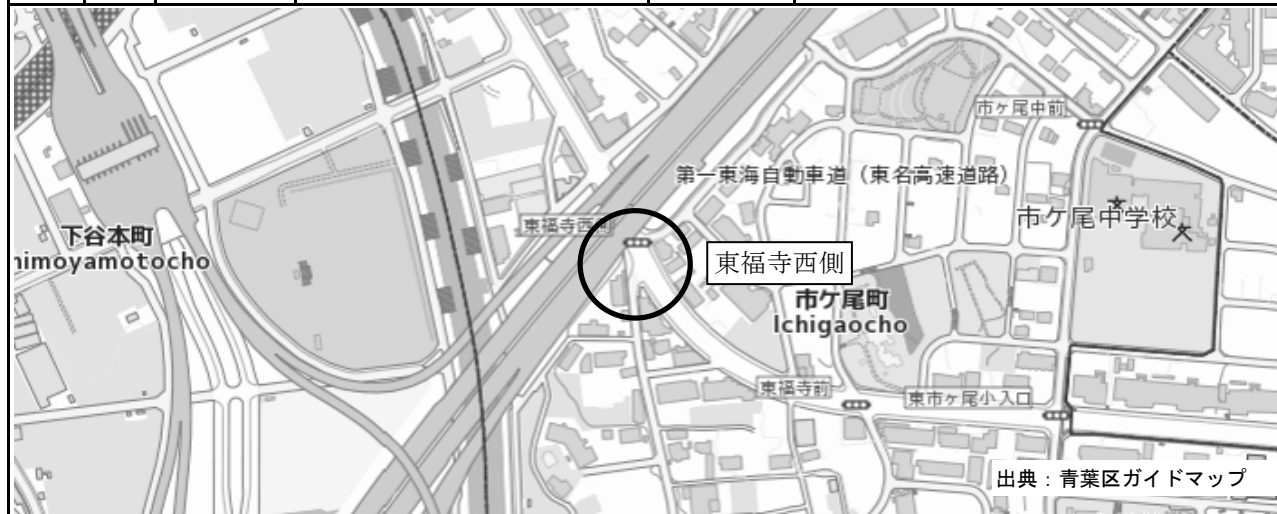 市ケ尾中前
第一東海自動車道（東名高速道路）
市ケ尾中学校
東福寺西側
東福寺西側
下谷本町
himoyamotocho
市ケ尾町
Ichigaocho
東福寺前
東市ヶ尾小入口
出典：青葉区ガイドマップ